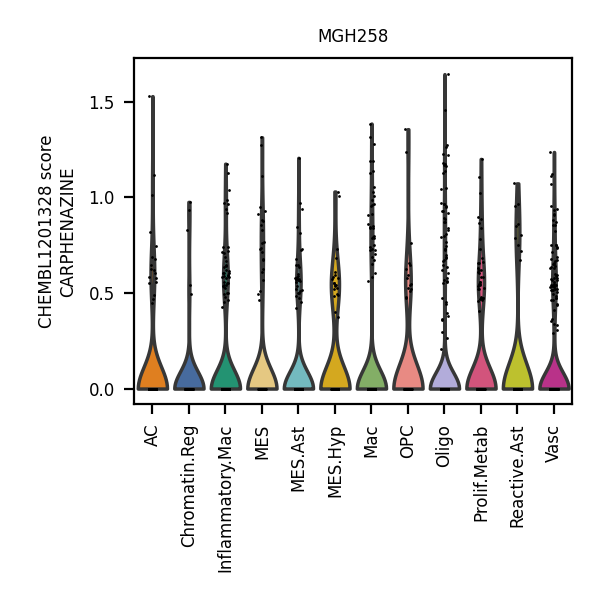 MGH258
CHEMBL1201328 score
CARPHENAZINE
1.5
1.0
0.5
0.0
AC
Chromatin.Reg
Inflammatory.Mac
MES
MES.Ast
MES.Hyp
Mac
OPC
Oligo
Prolif.Metab
Reactive.Ast
Vasc